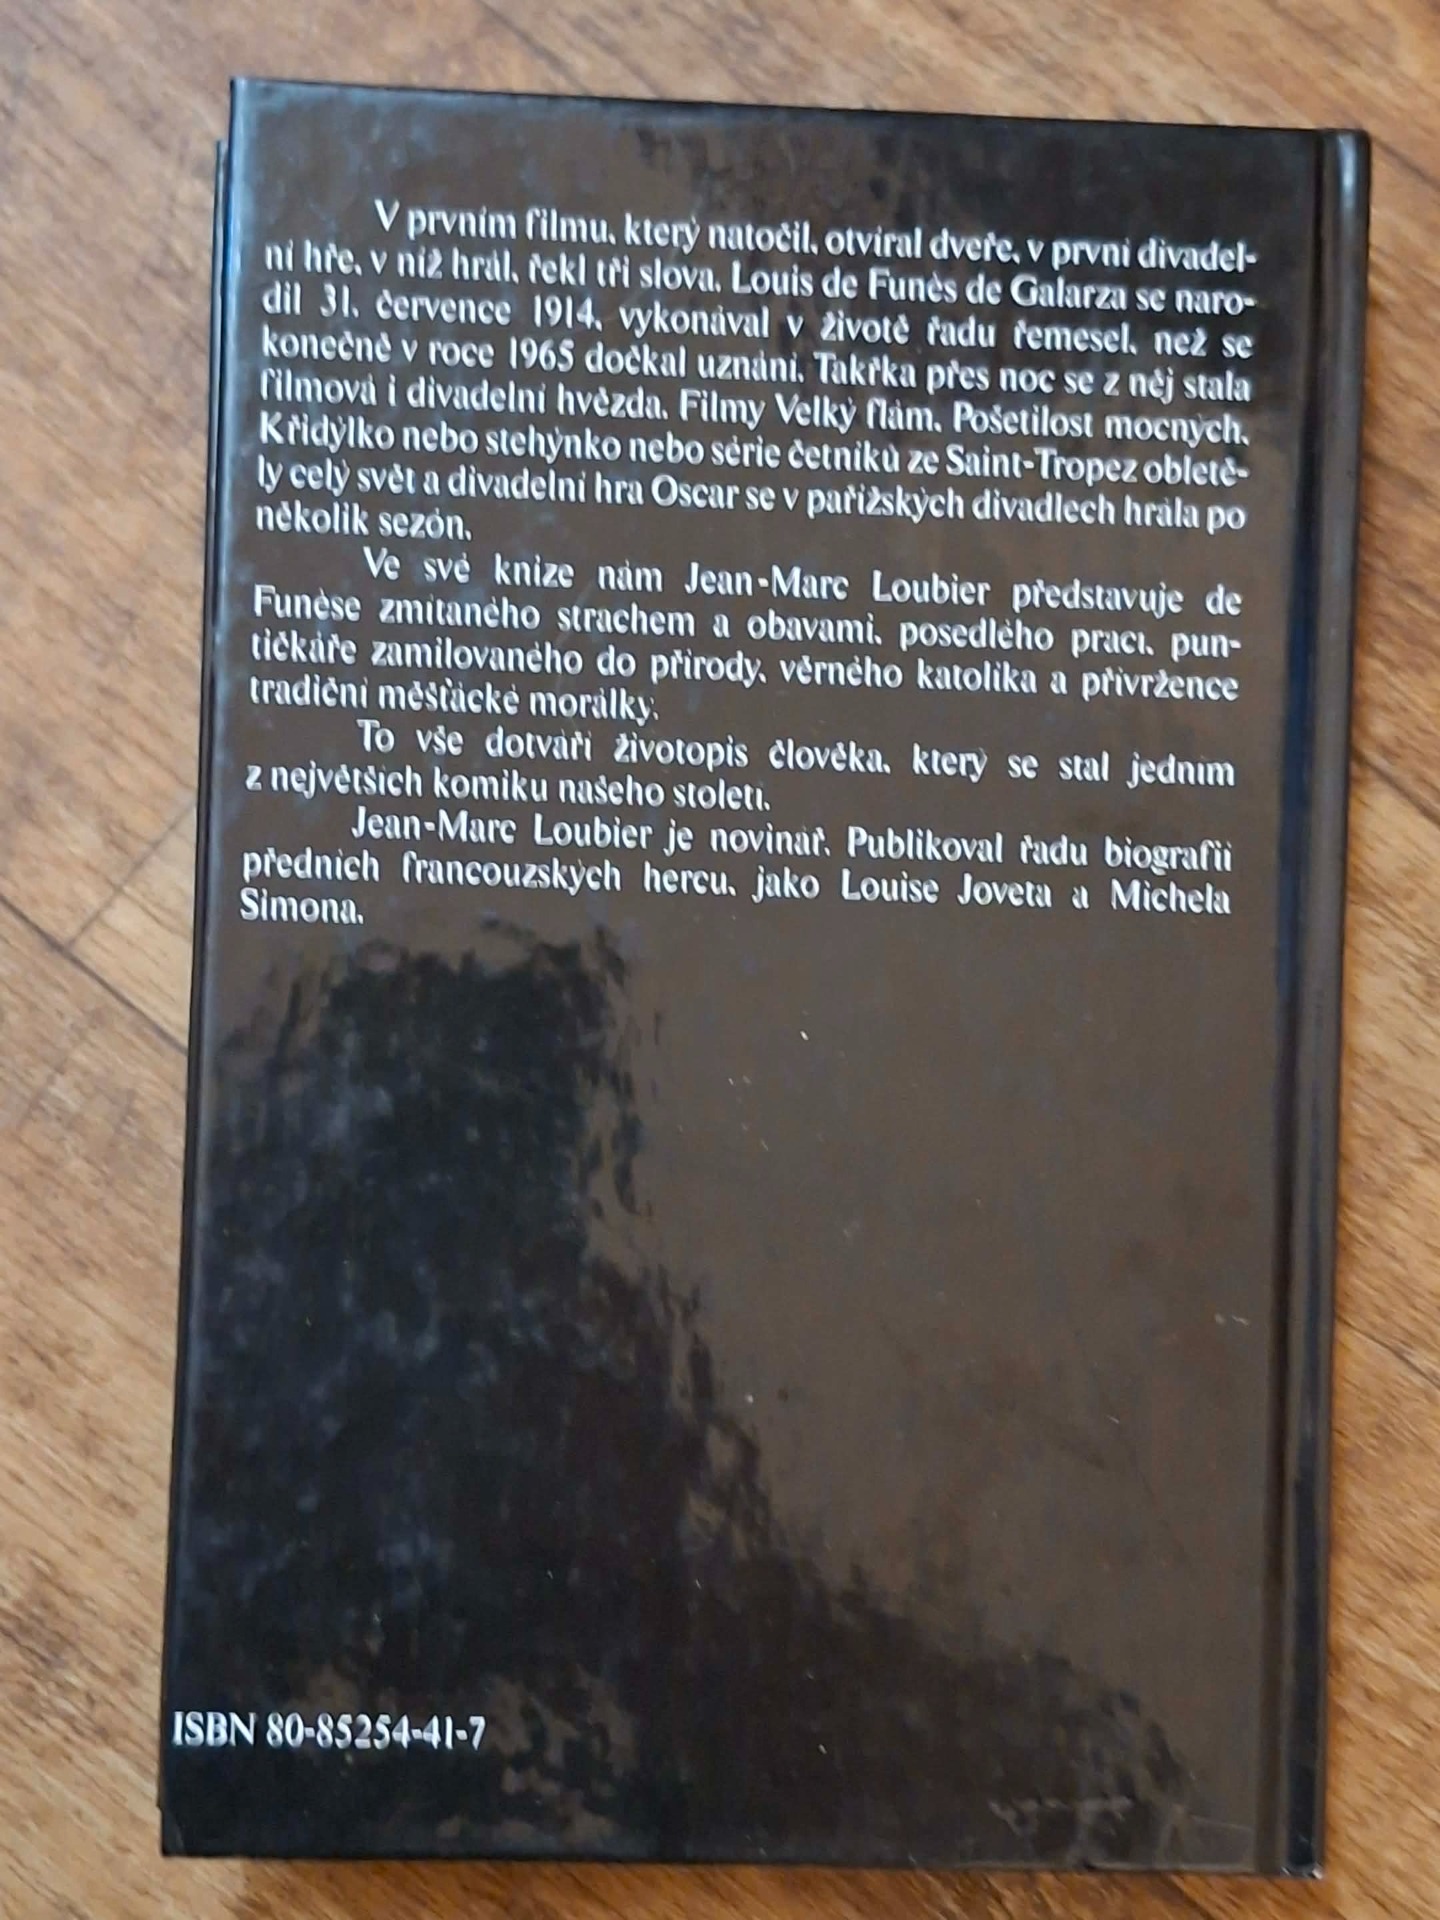 V prvním filmu, který natočil, otvíral dveře, v první divadel-
ní hře, v níž hrál, řekl tři slova. Louis de Funès de Galarza se naro-
dil 31. července 1914, vykonával v životě řadu řemesel, než se
konečně v roce 1965 dočkal uznání. Takřka přes noc se z něj stala
filmová i divadelní hvězda. Filmy Velký flám, Pošetilost mocných,
Křidýlko nebo stehýnko nebo série četníků ze Saint-Tropez obletě-
ly celý svět a divadelní hra Oscar se v pařížských divadlech hrála po
několik sezón.
Ve své knize nám Jean-Marc Loubier představuje de
Funèse zmítaného strachem a obavami, posedlého prací, pun-
tičkáře zamilovaného do přírody, věrného katolíka a přívržence
tradiční měšťácké morálky.
To vše dotváří životopis člověka, který se stal jedním
z největších komiků našeho století.
Jean-Marc Loubier je novinář. Publikoval řadu biografií
předních francouzských herců, jako Louise Joveta a Michela
Simona.
ISBN 80-85254-41-7